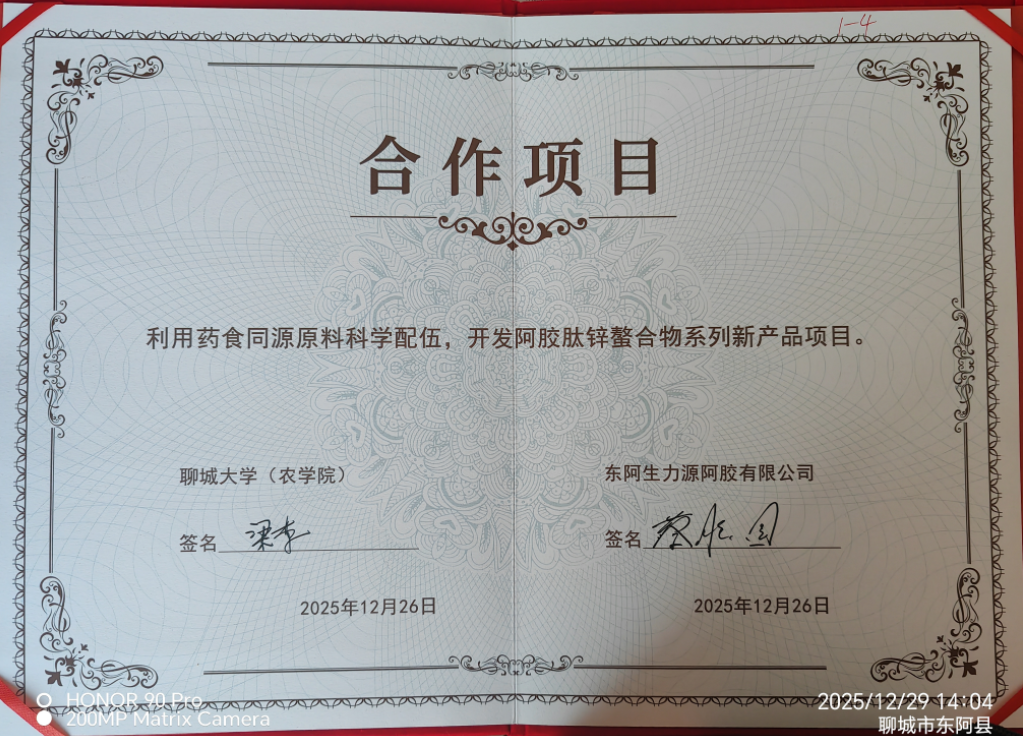 1-4
合作项目
利用药食同源原料科学配伍，开发阿胶肽锌螯合物系列新产品项目。
聊城大学（农学院）
东阿生力源阿胶有限公司
签名
签名
2025年12月26日
2025年12月26日
HONOR 90 Pro
200MP Matrix Camera
2025/12/29 14:04
聊城市东阿县